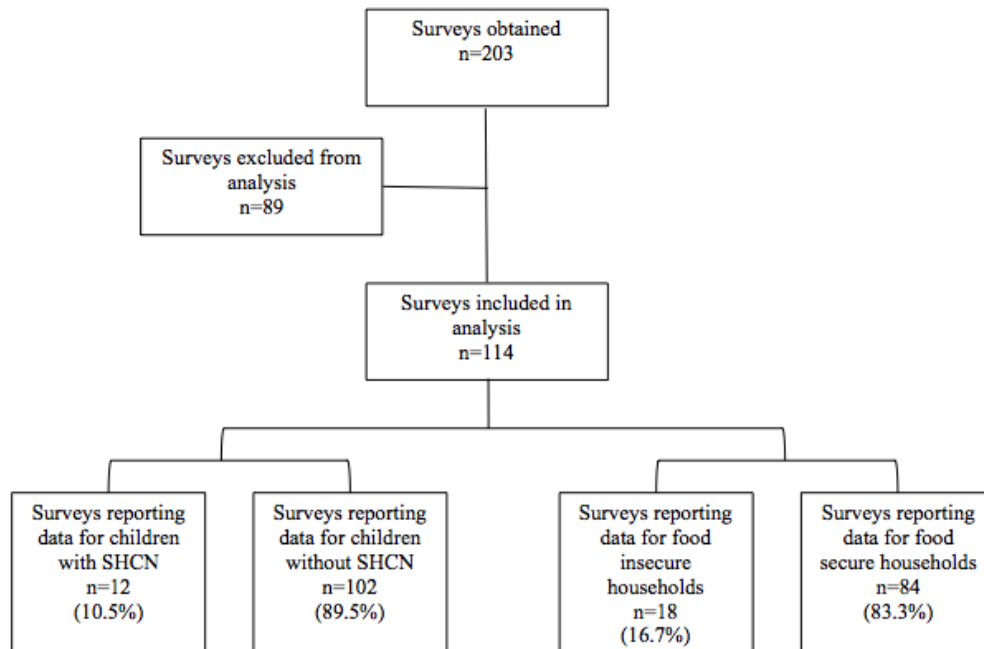 Surveys obtained
n=203
Surveys excluded from
analysis
n=89
Surveys included in
analysis
n=114
Surveys reporting
data for children
with SHCN
n=12
(10.5%)
Surveys reporting
data for children
without SHCN
n=102
(89.5%)
Surveys reporting
data for food
insecure
households
n=18
(16.7%)
Surveys reporting
data for food
secure households
n=84
(83.3%)